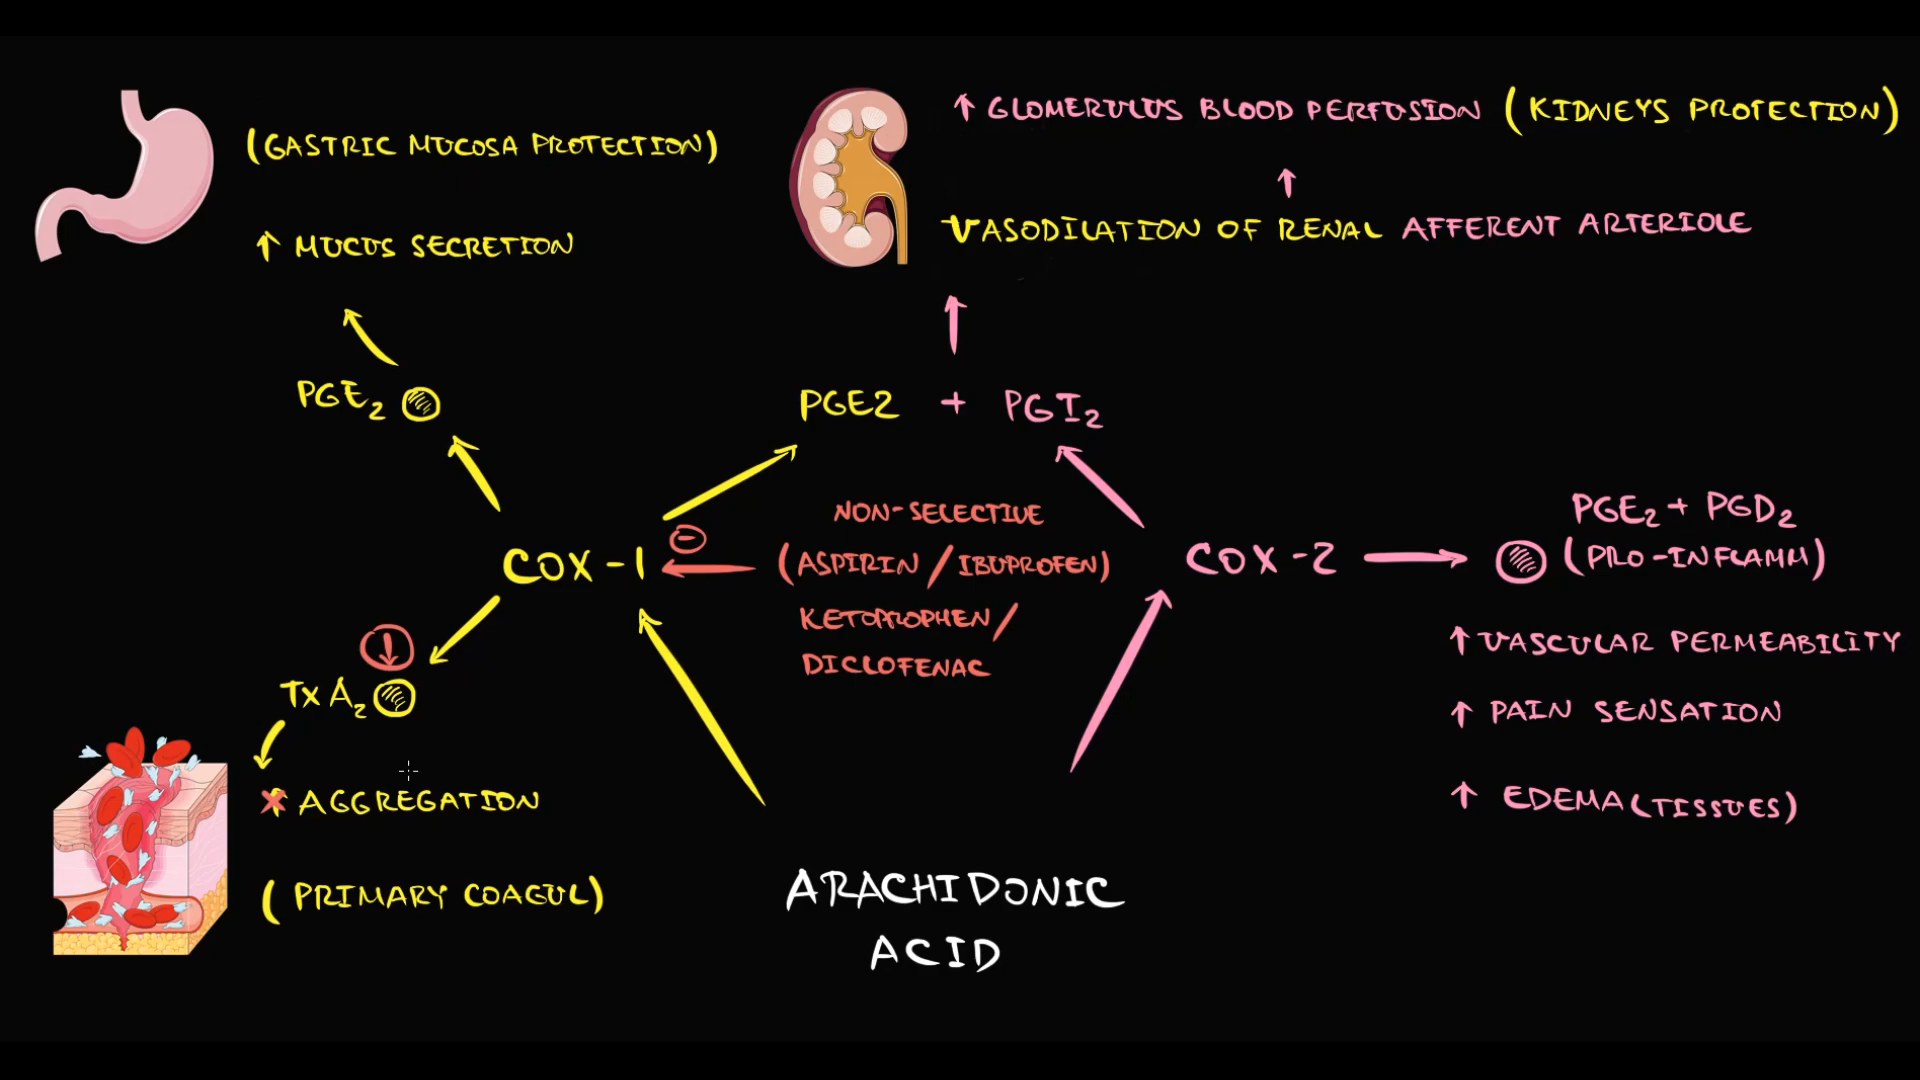 (GASTRIC MUCOSA PROTECTION)
↑ MUCUS SECRETION
PGE₂
↑ GLOMERULUS BLOOD PERFUSION (KIDNEYS PROTECTION)
↑
VASODILATION OF RENAL AFFERENT ARTERIOLE
PGE2 + PGI₂
COX-1
⊖
NON-SELECTIVE
(ASPIRIN / IBUPROFEN)
KETOPROPHEN /
DICLOFENAC
COX-2
PGE₂ + PGD₂
(PRO-INFLAMM)
↑ VASCULAR PERMEABILITY
↑ PAIN SENSATION
↑ EDEMA (TISSUES)
↓
TXA₂
↑ AGGREGATION
(PRIMARY COAGUL)
ARACHIDONIC
ACID